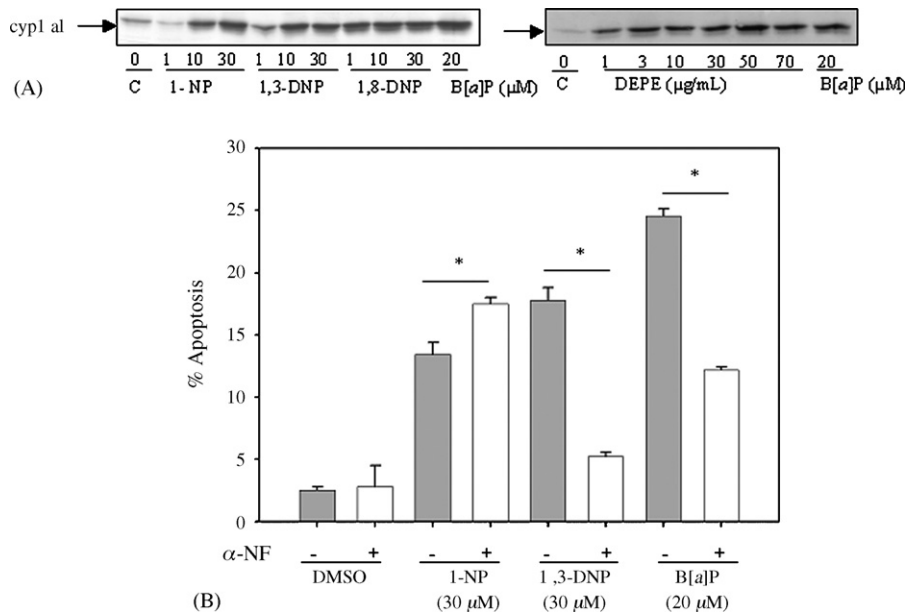 cyp1 al
0 1 10 30 1 10 30 1 10 30 20
C 1- NP 1,3-DNP 1,8-DNP B[a]P (μM)
0 1 3 10 30 50 70 20
C DEPE (μg/mL) B[a]P (μM)
(A)
30
25
20
15
10
5
0
% Apoptosis
* * *
α-NF - + - + - + - +
DMSO 1-NP 1 ,3-DNP B[a]P
(30 μM) (30 μM) (20 μM)
(B)